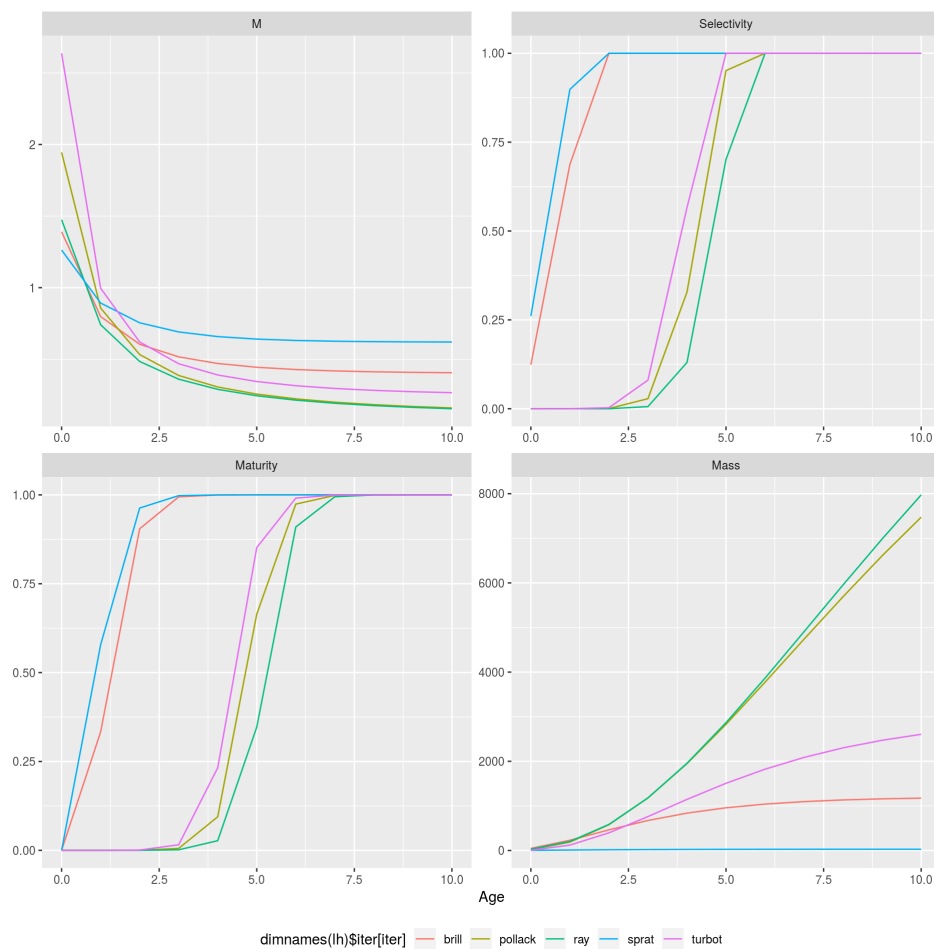 M
Selectivity
2
1
0.0 2.5 5.0 7.5 10.0
1.00
0.75
0.50
0.25
0.00
0.0 2.5 5.0 7.5 10.0
Maturity
Mass
1.00
0.75
0.50
0.25
0.00
0.0 2.5 5.0 7.5 10.0
8000
6000
4000
2000
0
0.0 2.5 5.0 7.5 10.0
Age
dimnames(lh)$iter[iter] brill pollack ray sprat turbot